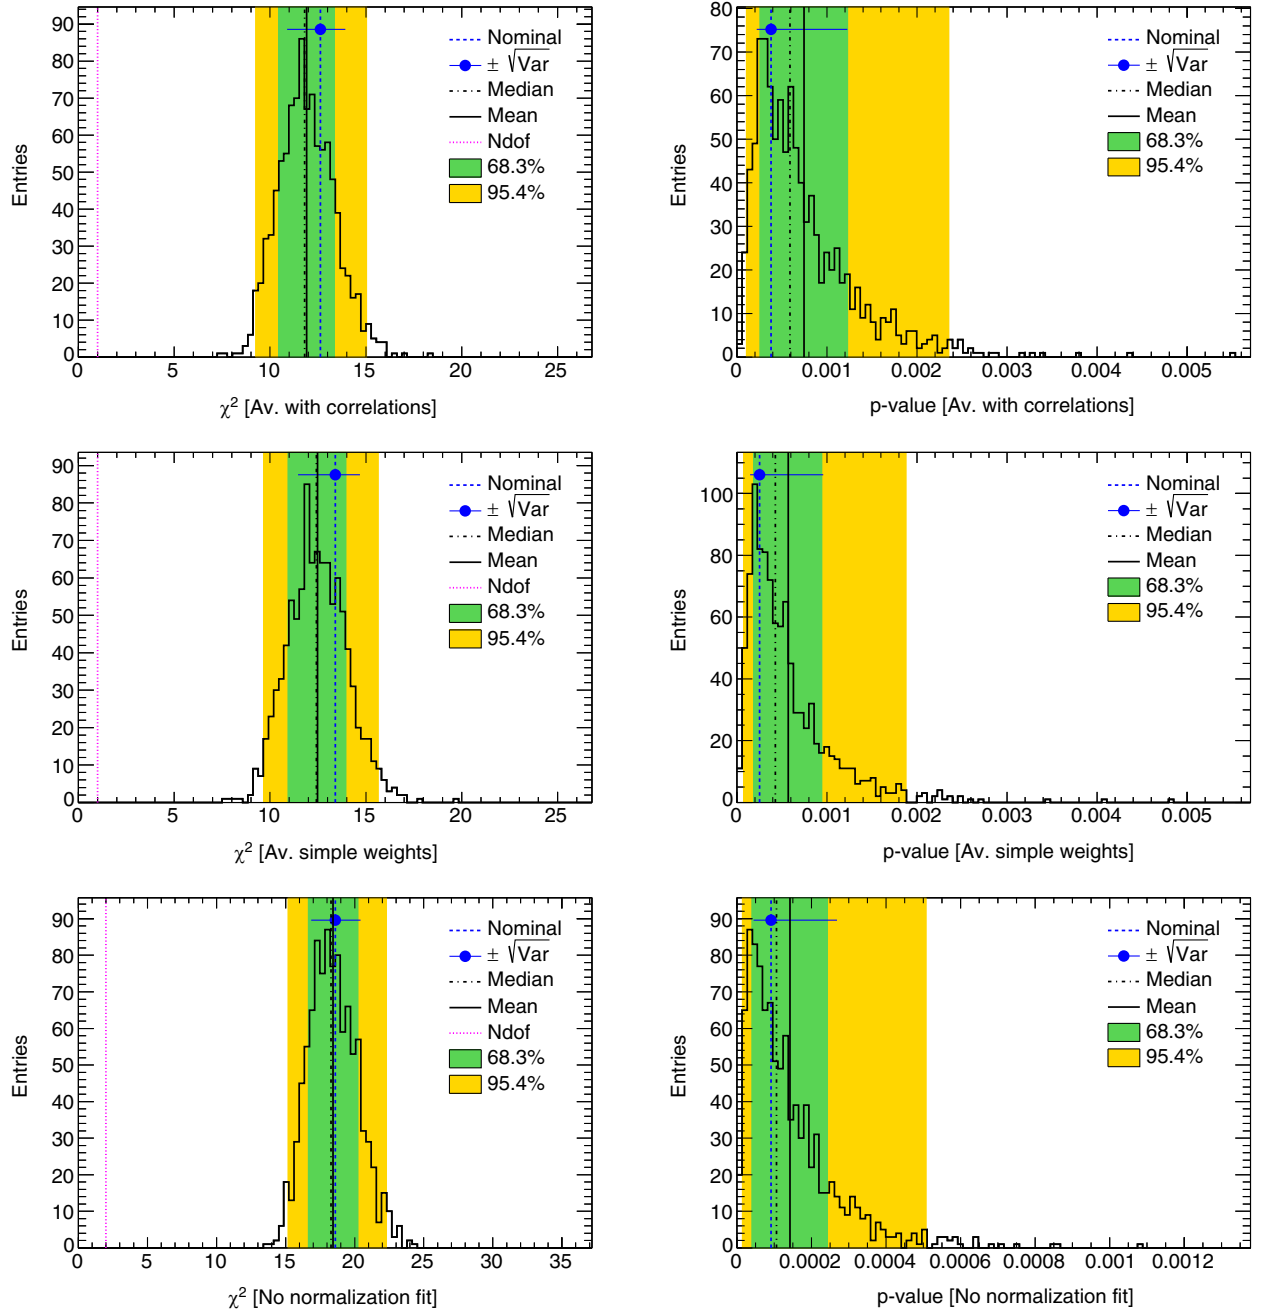 90
80
70
60
50
40
30
20
10
0
Entries
0 5 10 15 20 25
χ² [Av. with correlations]
Nominal
± √Var
Median
Mean
Ndof
68.3%
95.4%
80
70
60
50
40
30
20
10
0
Entries
0 0.001 0.002 0.003 0.004 0.005
p-value [Av. with correlations]
Nominal
± √Var
Median
Mean
68.3%
95.4%
90
80
70
60
50
40
30
20
10
0
Entries
0 5 10 15 20 25
χ² [Av. simple weights]
Nominal
± √Var
Median
Mean
Ndof
68.3%
95.4%
100
80
60
40
20
0
Entries
0 0.001 0.002 0.003 0.004 0.005
p-value [Av. simple weights]
Nominal
± √Var
Median
Mean
68.3%
95.4%
90
80
70
60
50
40
30
20
10
0
Entries
0 5 10 15 20 25 30 35
χ² [No normalization fit]
Nominal
± √Var
Median
Mean
Ndof
68.3%
95.4%
90
80
70
60
50
40
30
20
10
0
Entries
0 0.0002 0.0004 0.0006 0.0008 0.001 0.0012
p-value [No normalization fit]
Nominal
± √Var
Median
Mean
68.3%
95.4%